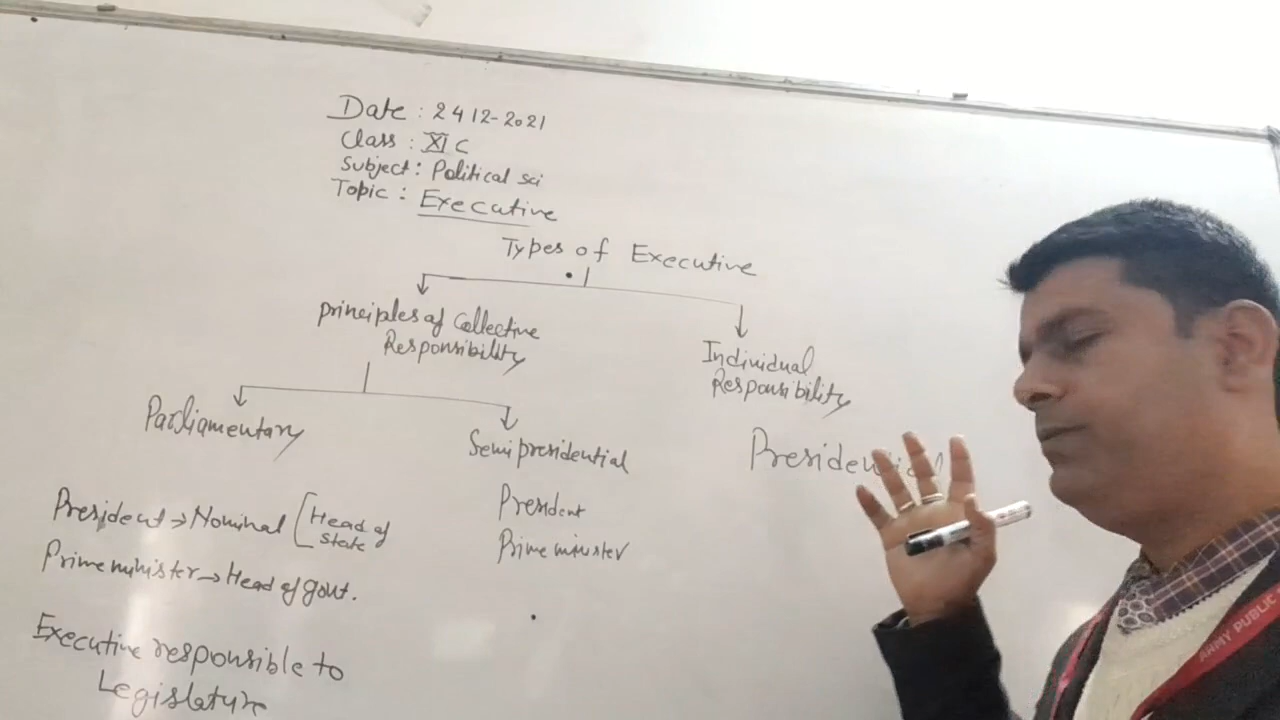 Date : 24 12-2021
Class : XI C
Subject : Political sci
Topic : Executive
Types of Executive
principles of Collective
Responsibility
Individual
Responsibility
Parliamentary
Semi presidential
Presidential
President → Nominal [Head of
State
Prime minister → Head of govt.
President
Prime minister
Executive responsible to
Legislature
ARMY PUBLIC